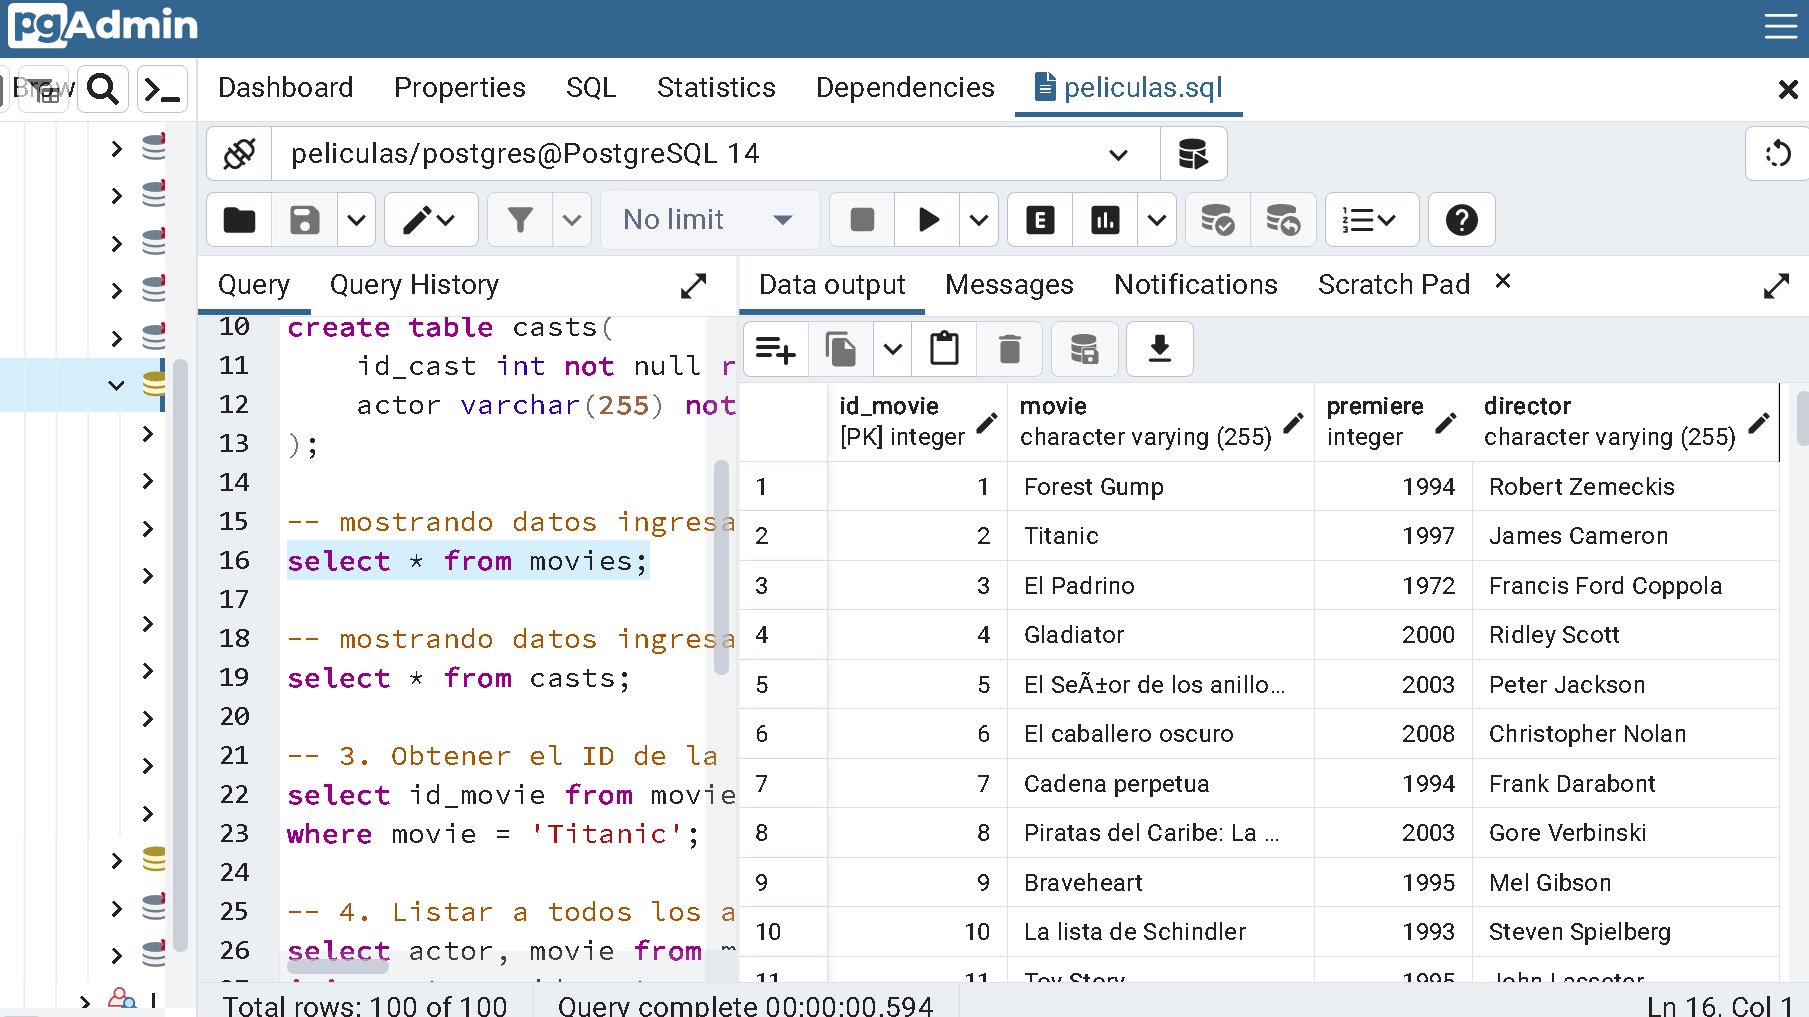 pgAdmin
Brow
Dashboard Properties SQL Statistics Dependencies peliculas.sql
peliculas/postgres@PostgreSQL 14
No limit
E
Query Query History
Data output Messages Notifications Scratch Pad
10 create table casts(
11 id_cast int not null r
12 actor varchar(255) not
13 );
14
15 -- mostrando datos ingresa
16 select * from movies;
17
18 -- mostrando datos ingresa
19 select * from casts;
20
21 -- 3. Obtener el ID de la
22 select id_movie from movie
23 where movie = 'Titanic';
24
25 -- 4. Listar a todos los a
26 select actor, movie from m
id_movie movie premiere director
[PK] integer character varying (255) integer character varying (255)
1 1 Forest Gump 1994 Robert Zemeckis
2 2 Titanic 1997 James Cameron
3 3 El Padrino 1972 Francis Ford Coppola
4 4 Gladiator 2000 Ridley Scott
5 5 El SeÃ±or de los anillo... 2003 Peter Jackson
6 6 El caballero oscuro 2008 Christopher Nolan
7 7 Cadena perpetua 1994 Frank Darabont
8 8 Piratas del Caribe: La ... 2003 Gore Verbinski
9 9 Braveheart 1995 Mel Gibson
10 10 La lista de Schindler 1993 Steven Spielberg
11 11 Toy Story 1995 John Lasseter
Total rows: 100 of 100 Query complete 00:00:00.594 Ln 16, Col 1